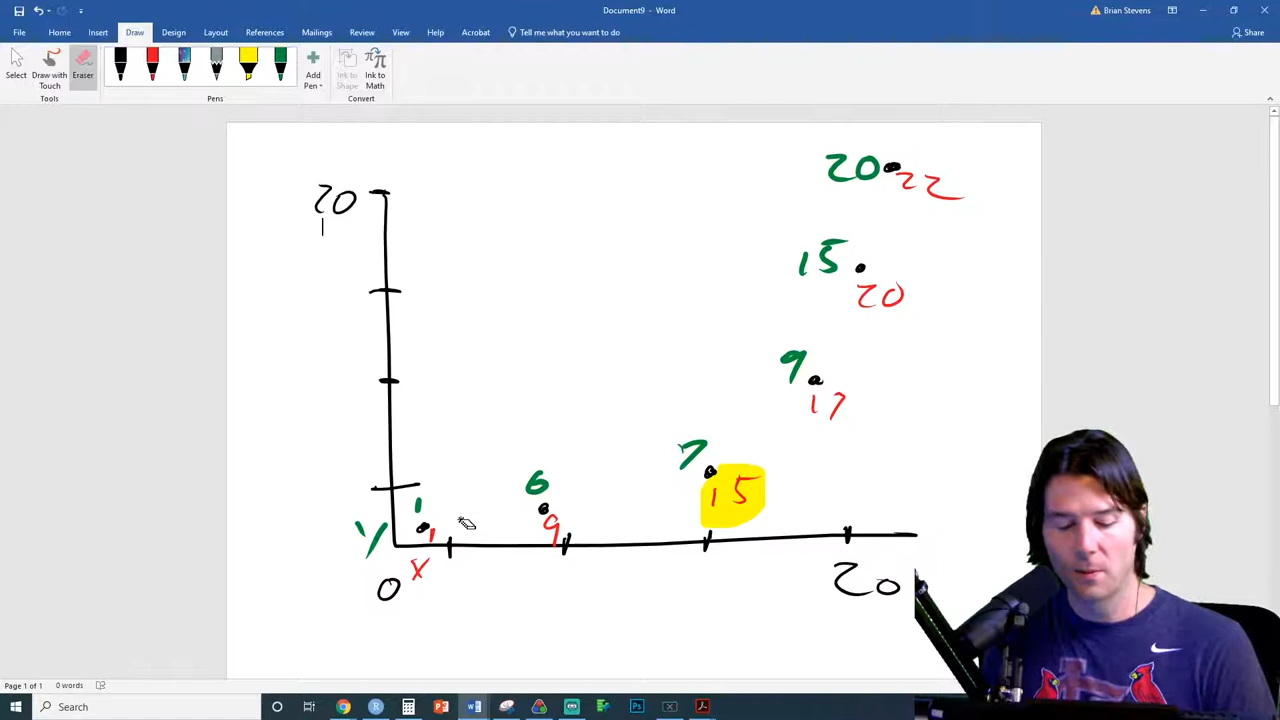 Document9 - Word
Brian Stevens
File Home Insert Draw Design Layout References Mailings Review View Help Acrobat Tell me what you want to do
Share
Select
Draw with Touch
Eraser
Add Pen
Ink to Shape
Ink to Math
Tools
Pens
Convert
20
22
20
15
20
9
17
7
15
6
9
1
1
Y
X
0
20
Page 1 of 1 0 words
Search